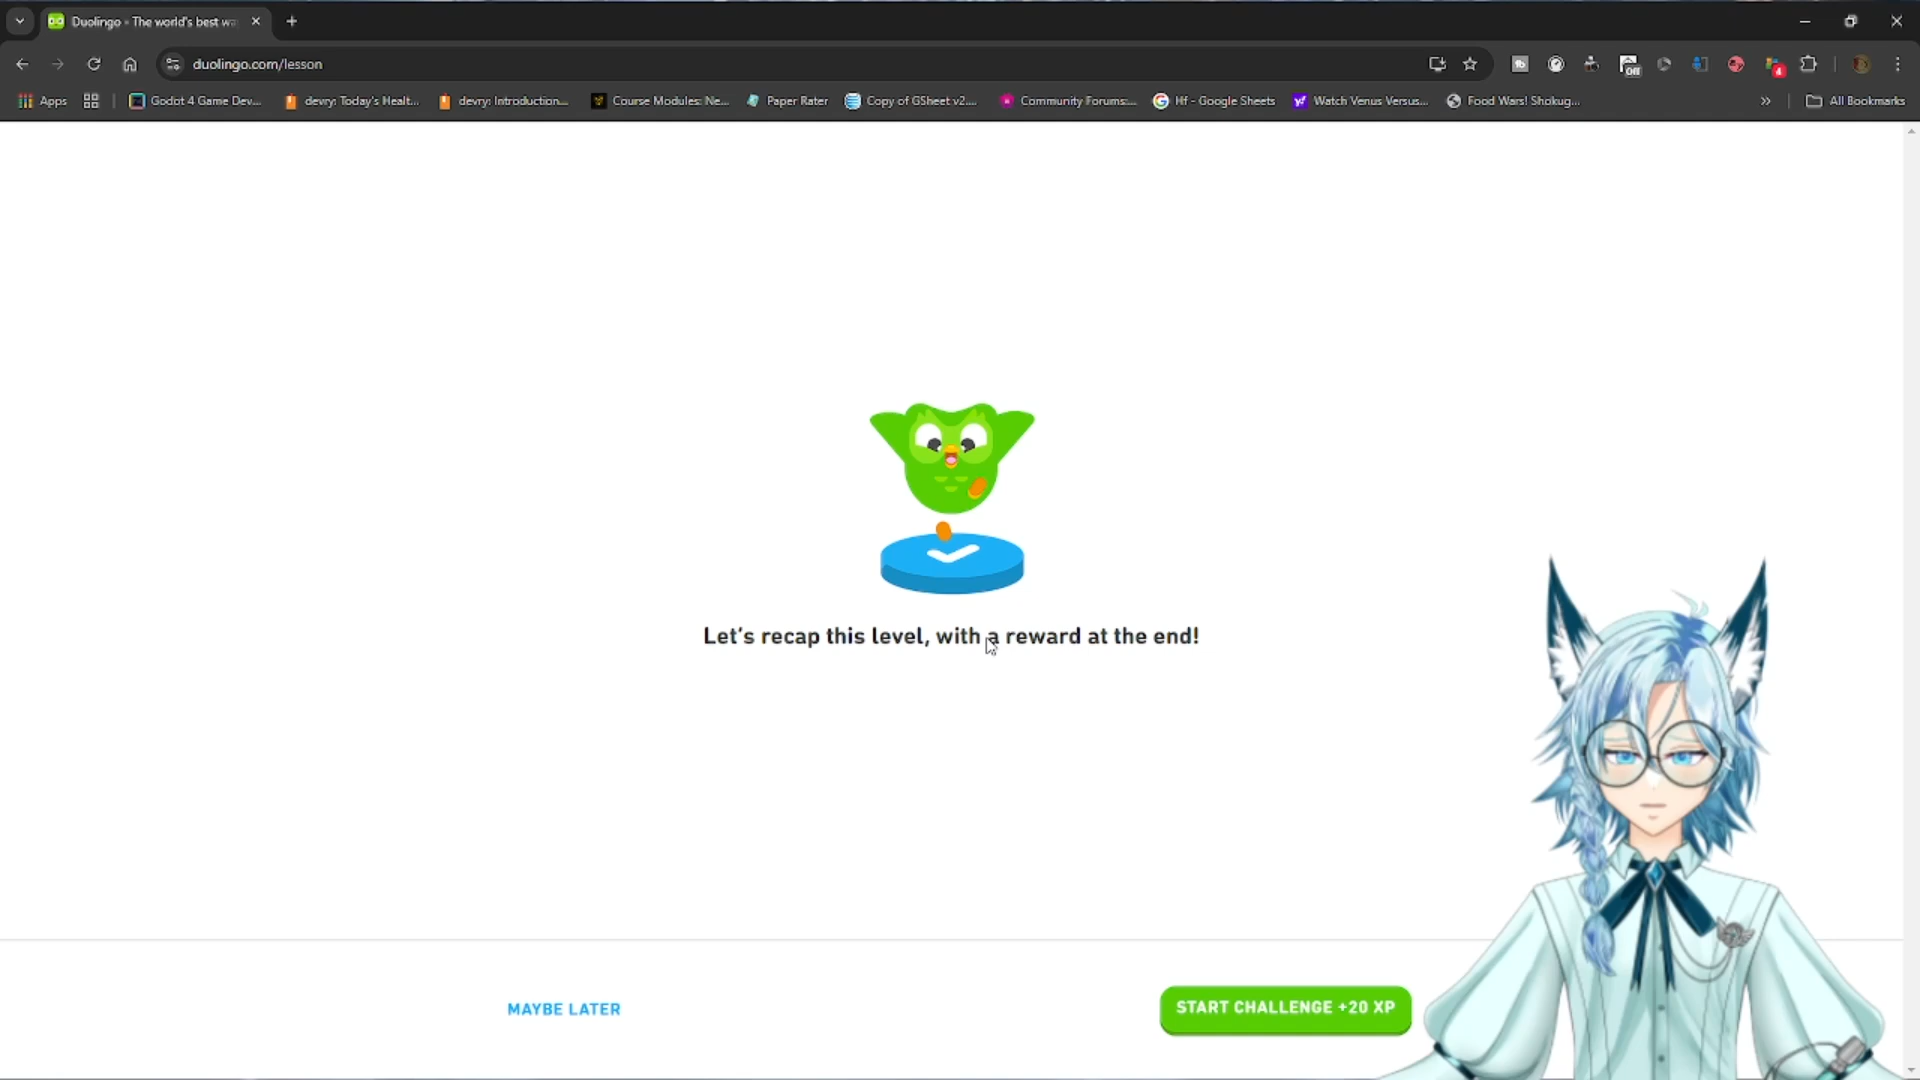 Duolingo - The world's best wa
duolingo.com/lesson
Off
4
Apps
Godot 4 Game Dev...
devry: Today's Healt...
devry: Introduction...
Course Modules: Ne...
Paper Rater
Copy of GSheet v2....
Community Forums:...
Hf - Google Sheets
Watch Venus Versus...
Food Wars! Shokug...
All Bookmarks
Let's recap this level, with a reward at the end!
MAYBE LATER
START CHALLENGE +20 XP